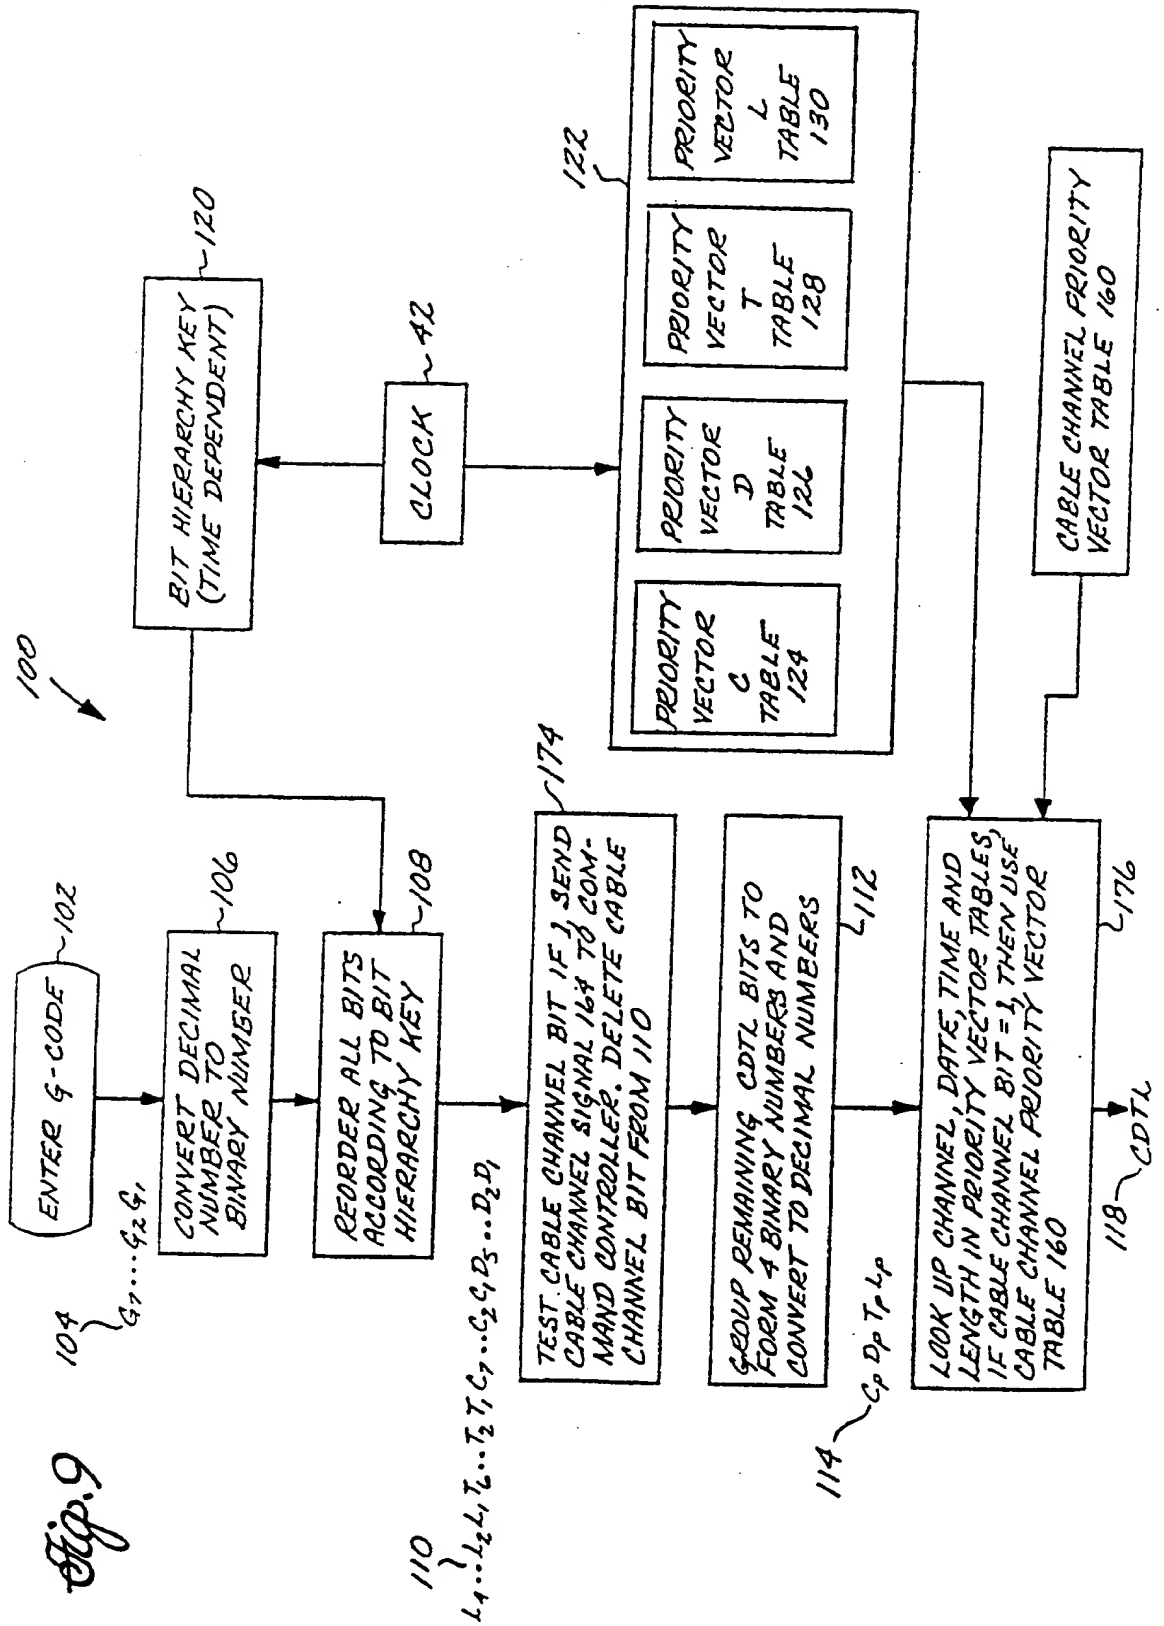 Fig. 9
100
ENTER G-CODE
102
104
G7....G2G1
CONVERT DECIMAL
NUMBER TO
BINARY NUMBER
106
REORDER ALL BITS
ACCORDING TO BIT
HIERARCHY KEY
108
BIT HIERARCHY KEY
(TIME DEPENDENT)
120
CLOCK
42
110
L4...L2L1T6...T2T1C7...C2C1D5...D2D1
TEST CABLE CHANNEL BIT IF 1, SEND
CABLE CHANNEL SIGNAL 164 TO COM-
MAND CONTROLLER. DELETE CABLE
CHANNEL BIT FROM 110
174
GROUP REMAINING CDTL BITS TO
FORM 4 BINARY NUMBERS AND
CONVERT TO DECIMAL NUMBERS
112
114
Cp Dp Tp Lp
LOOK UP CHANNEL, DATE, TIME AND
LENGTH IN PRIORITY VECTOR TABLES,
IF CABLE CHANNEL BIT = 1, THEN USE
CABLE CHANNEL PRIORITY VECTOR
TABLE 160
176
118
CDTL
122
PRIORITY
VECTOR
C
TABLE
124
PRIORITY
VECTOR
D
TABLE
126
PRIORITY
VECTOR
T
TABLE
128
PRIORITY
VECTOR
L
TABLE
130
CABLE CHANNEL PRIORITY
VECTOR TABLE 160